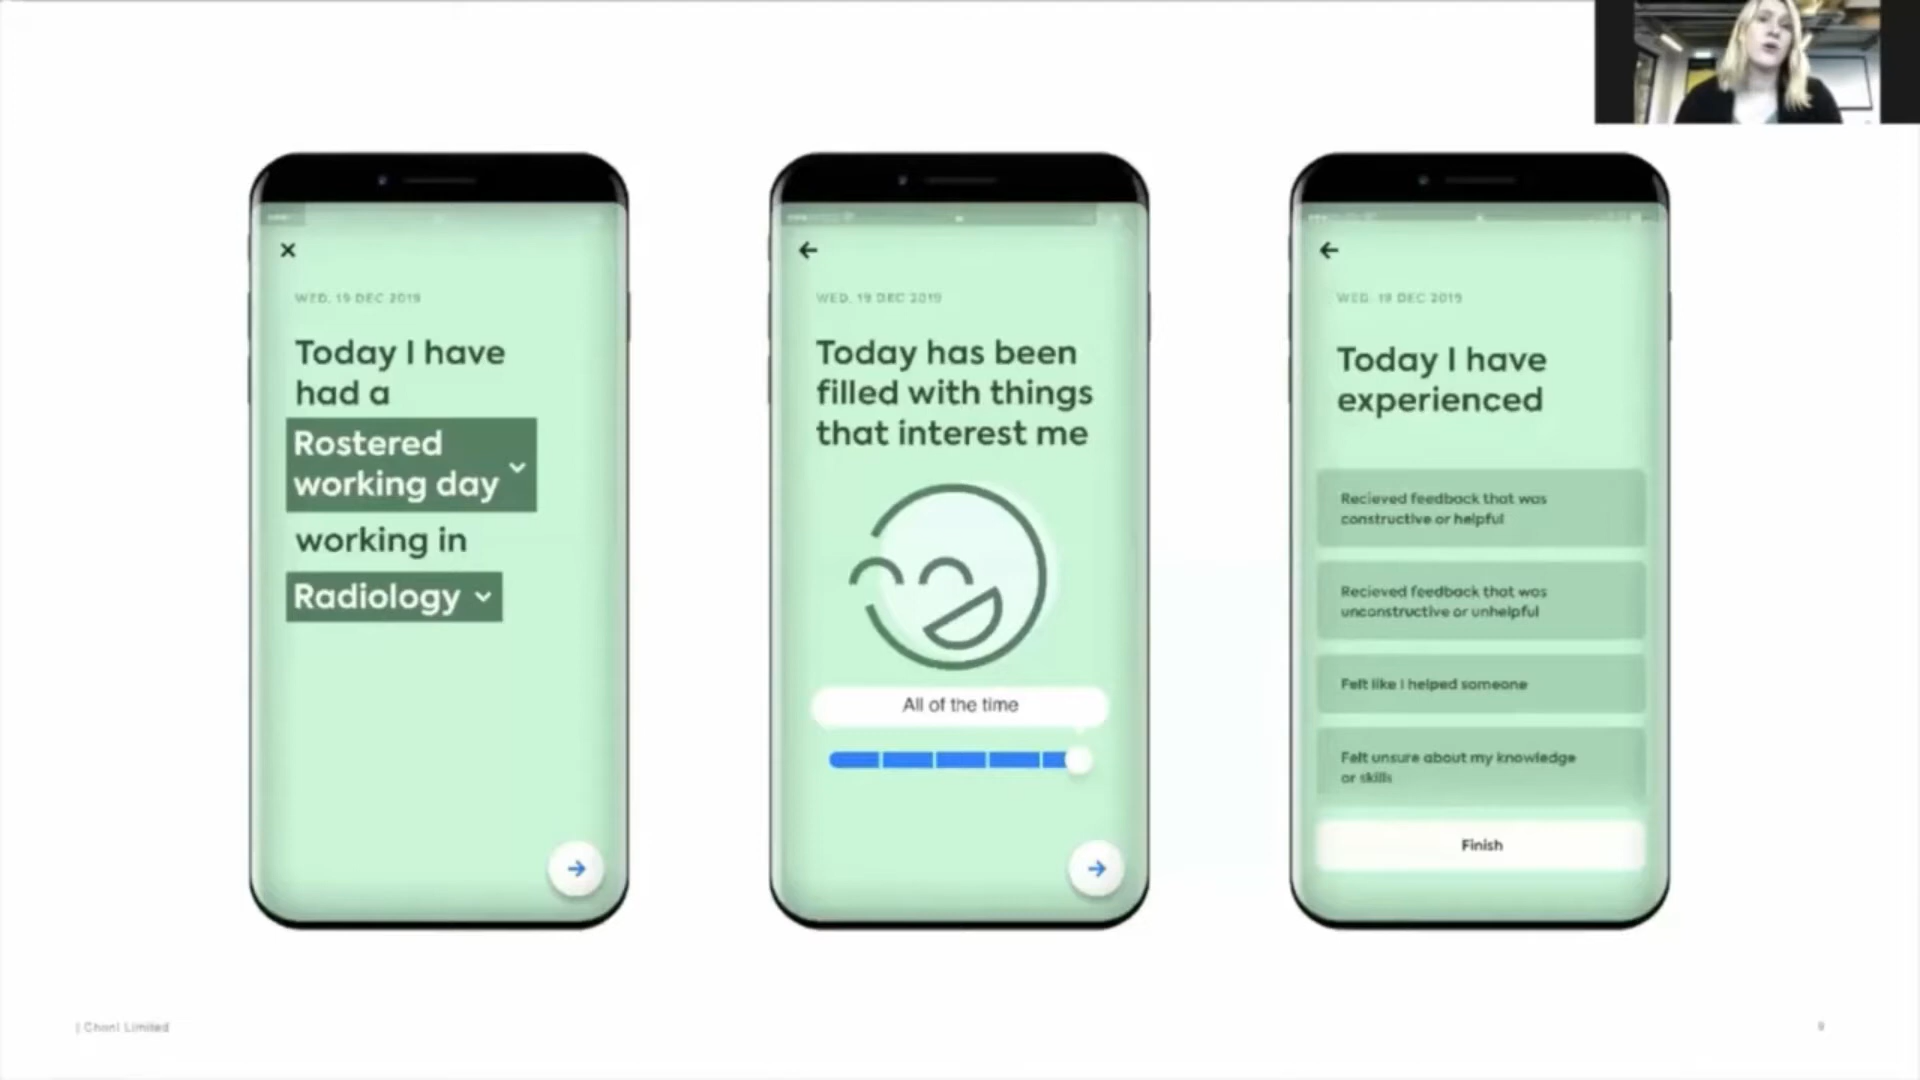 WED, 19 DEC 2019
Today I have
had a
Rostered
working day
working in
Radiology
WED, 19 DEC 2019
Today has been
filled with things
that interest me
All of the time
WED, 19 DEC 2019
Today I have
experienced
Recieved feedback that was
constructive or helpful
Recieved feedback that was
unconstructive or unhelpful
Felt like I helped someone
Felt unsure about my knowledge
or skills
Finish
Limited
9